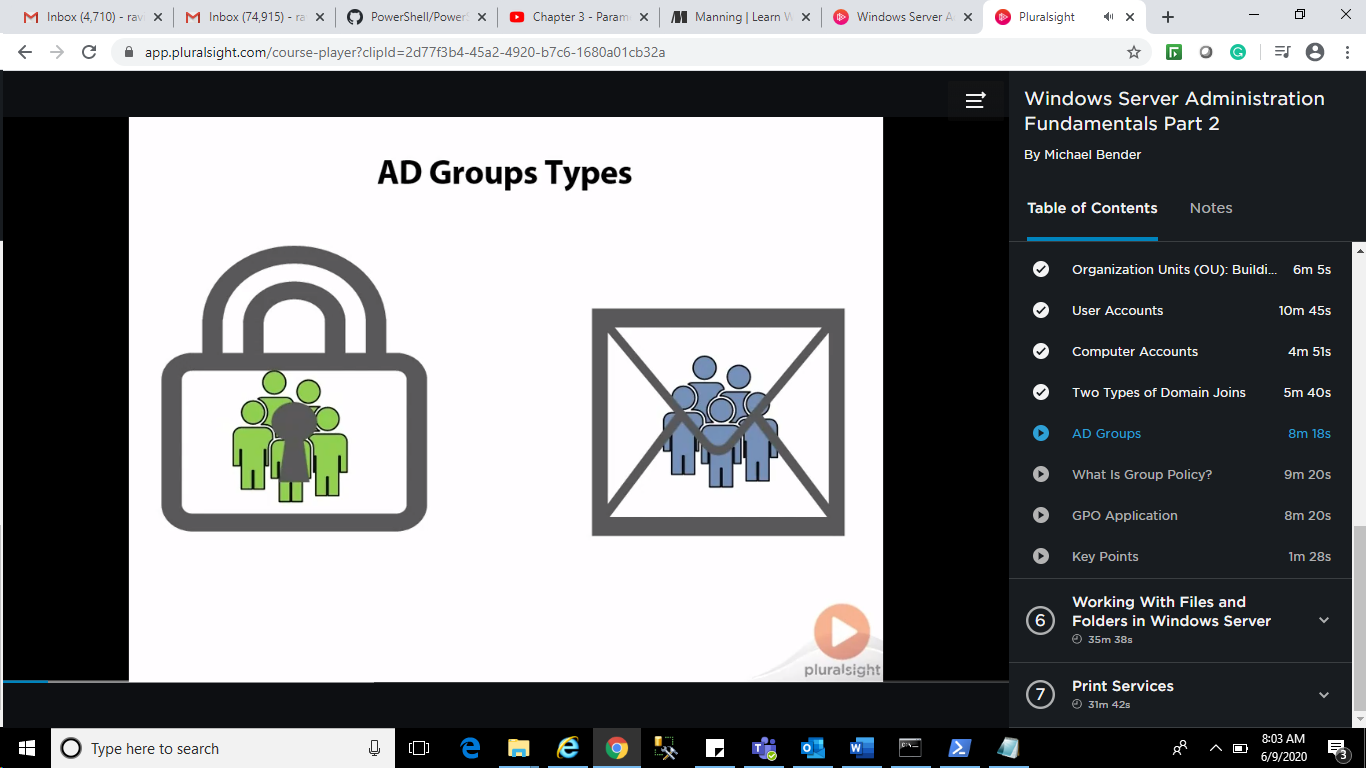 Inbox (4,710) - rav
Inbox (74,915) - ra
PowerShell/Power
Chapter 3 - Param
Manning | Learn W
Windows Server A
Pluralsight
app.pluralsight.com/course-player?clipId=2d77f3b4-45a2-4920-b7c6-1680a01cb32a
AD Groups Types
pluralsight
Windows Server Administration
Fundamentals Part 2
By Michael Bender
Table of Contents Notes
Organization Units (OU): Buildi... 6m 5s
User Accounts 10m 45s
Computer Accounts 4m 51s
Two Types of Domain Joins 5m 40s
AD Groups 8m 18s
What Is Group Policy? 9m 20s
GPO Application 8m 20s
Key Points 1m 28s
6 Working With Files and
Folders in Windows Server
35m 38s
7 Print Services
31m 42s
Type here to search
8:03 AM
6/9/2020
3